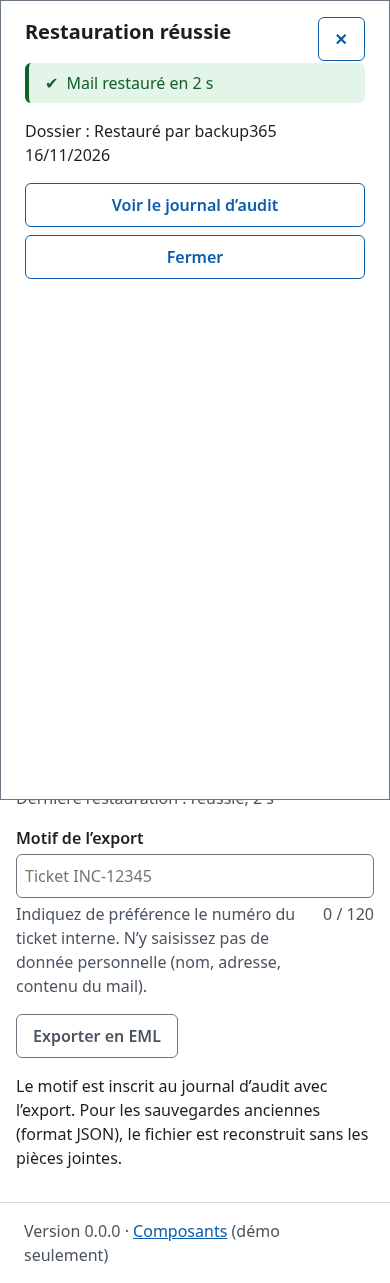 Restauration réussie
×
✔ Mail restauré en 2 s
Dossier : Restauré par backup365
16/11/2026
Voir le journal d’audit
Fermer
Dernière restauration : réussie, 2 s
Motif de l’export
Ticket INC-12345
Indiquez de préférence le numéro du 0 / 120
ticket interne. N’y saisissez pas de
donnée personnelle (nom, adresse,
contenu du mail).
Exporter en EML
Le motif est inscrit au journal d’audit avec
l’export. Pour les sauvegardes anciennes
(format JSON), le fichier est reconstruit sans les
pièces jointes.
Version 0.0.0 · Composants (démo
seulement)